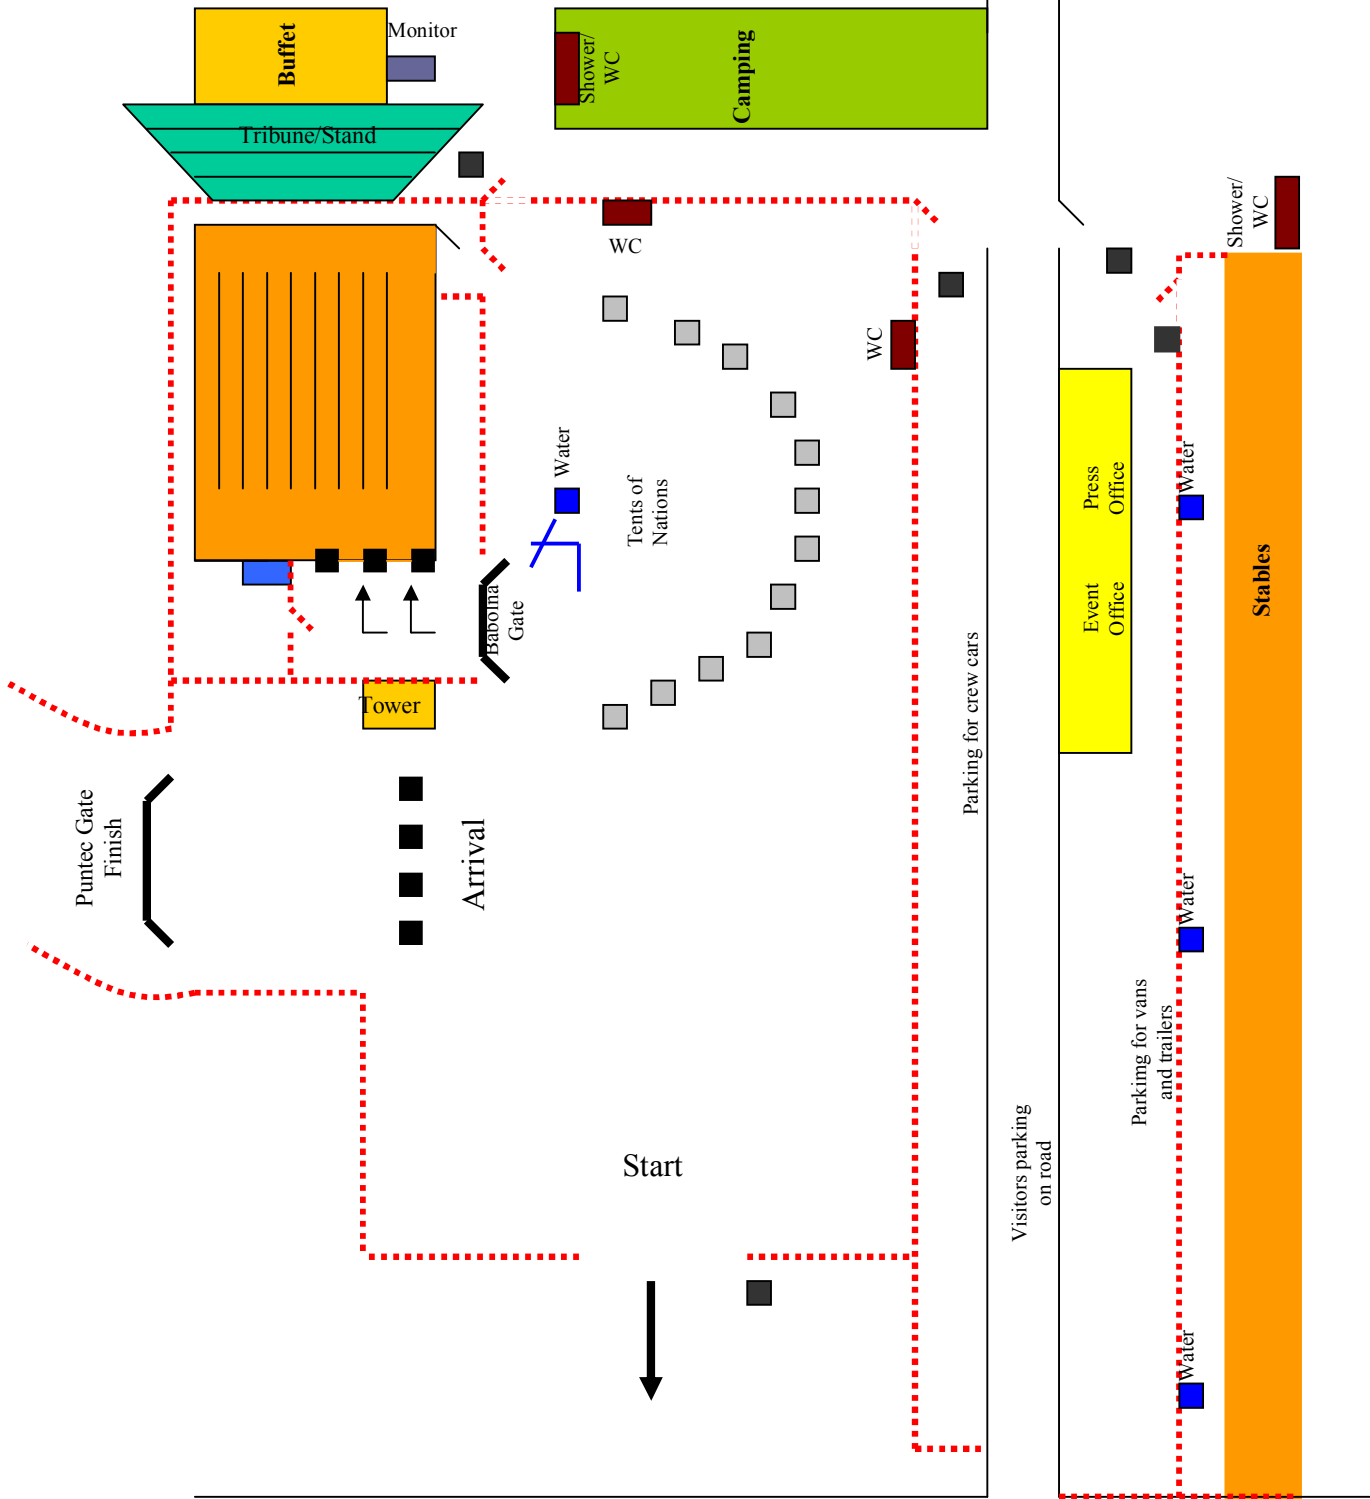 Buffet
Monitor
Shower/
WC
Camping
Tribune/Stand
Shower/
WC
WC
WC
Water
Tents of
Nations
Press
Office
Water
Event
Office
Stables
Babolna
Gate
Parking for crew cars
Tower
Puntec Gate
Finish
Arrival
Water
Parkimg for vans
and trailers
Visitors parking
on road
Start
Water